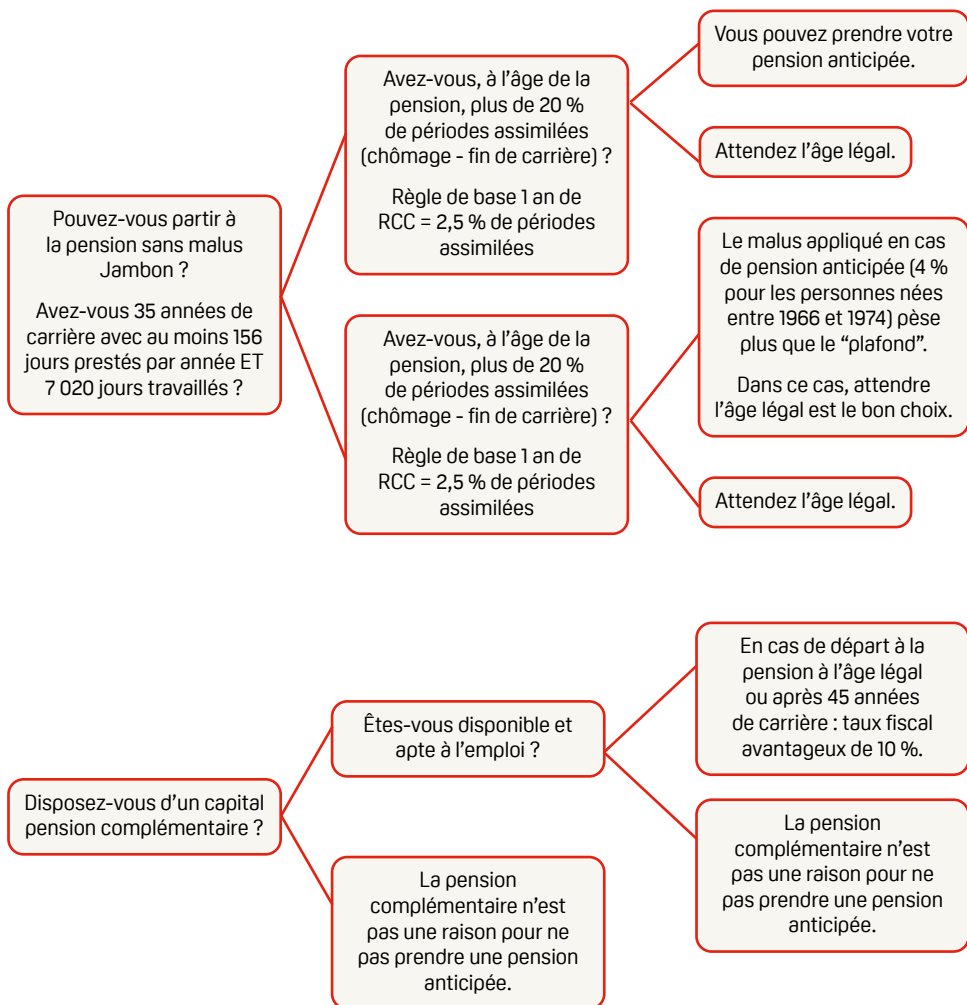 Pouvez-vous partir à
la pension sans malus
Jambon ?
Avez-vous 35 années de
carrière avec au moins 156
jours prestés par année ET
7 020 jours travaillés ?
Avez-vous, à l'âge de la
pension, plus de 20 %
de périodes assimilées
(chômage - fin de carrière) ?
Règle de base 1 an de
RCC = 2,5 % de périodes
assimilées
Vous pouvez prendre votre
pension anticipée.
Attendez l'âge légal.
Avez-vous, à l'âge de la
pension, plus de 20 %
de périodes assimilées
(chômage - fin de carrière) ?
Règle de base 1 an de
RCC = 2,5 % de périodes
assimilées
Le malus appliqué en cas
de pension anticipée (4 %
pour les personnes nées
entre 1966 et 1974) pèse
plus que le “plafond”.
Dans ce cas, attendre
l'âge légal est le bon choix.
Attendez l'âge légal.
Disposez-vous d'un capital
pension complémentaire ?
Êtes-vous disponible et
apte à l'emploi ?
En cas de départ à la
pension à l'âge légal
ou après 45 années
de carrière : taux fiscal
avantageux de 10 %.
La pension
complémentaire n'est
pas une raison pour ne
pas prendre une pension
anticipée.
La pension
complémentaire n'est
pas une raison pour ne
pas prendre une pension
anticipée.